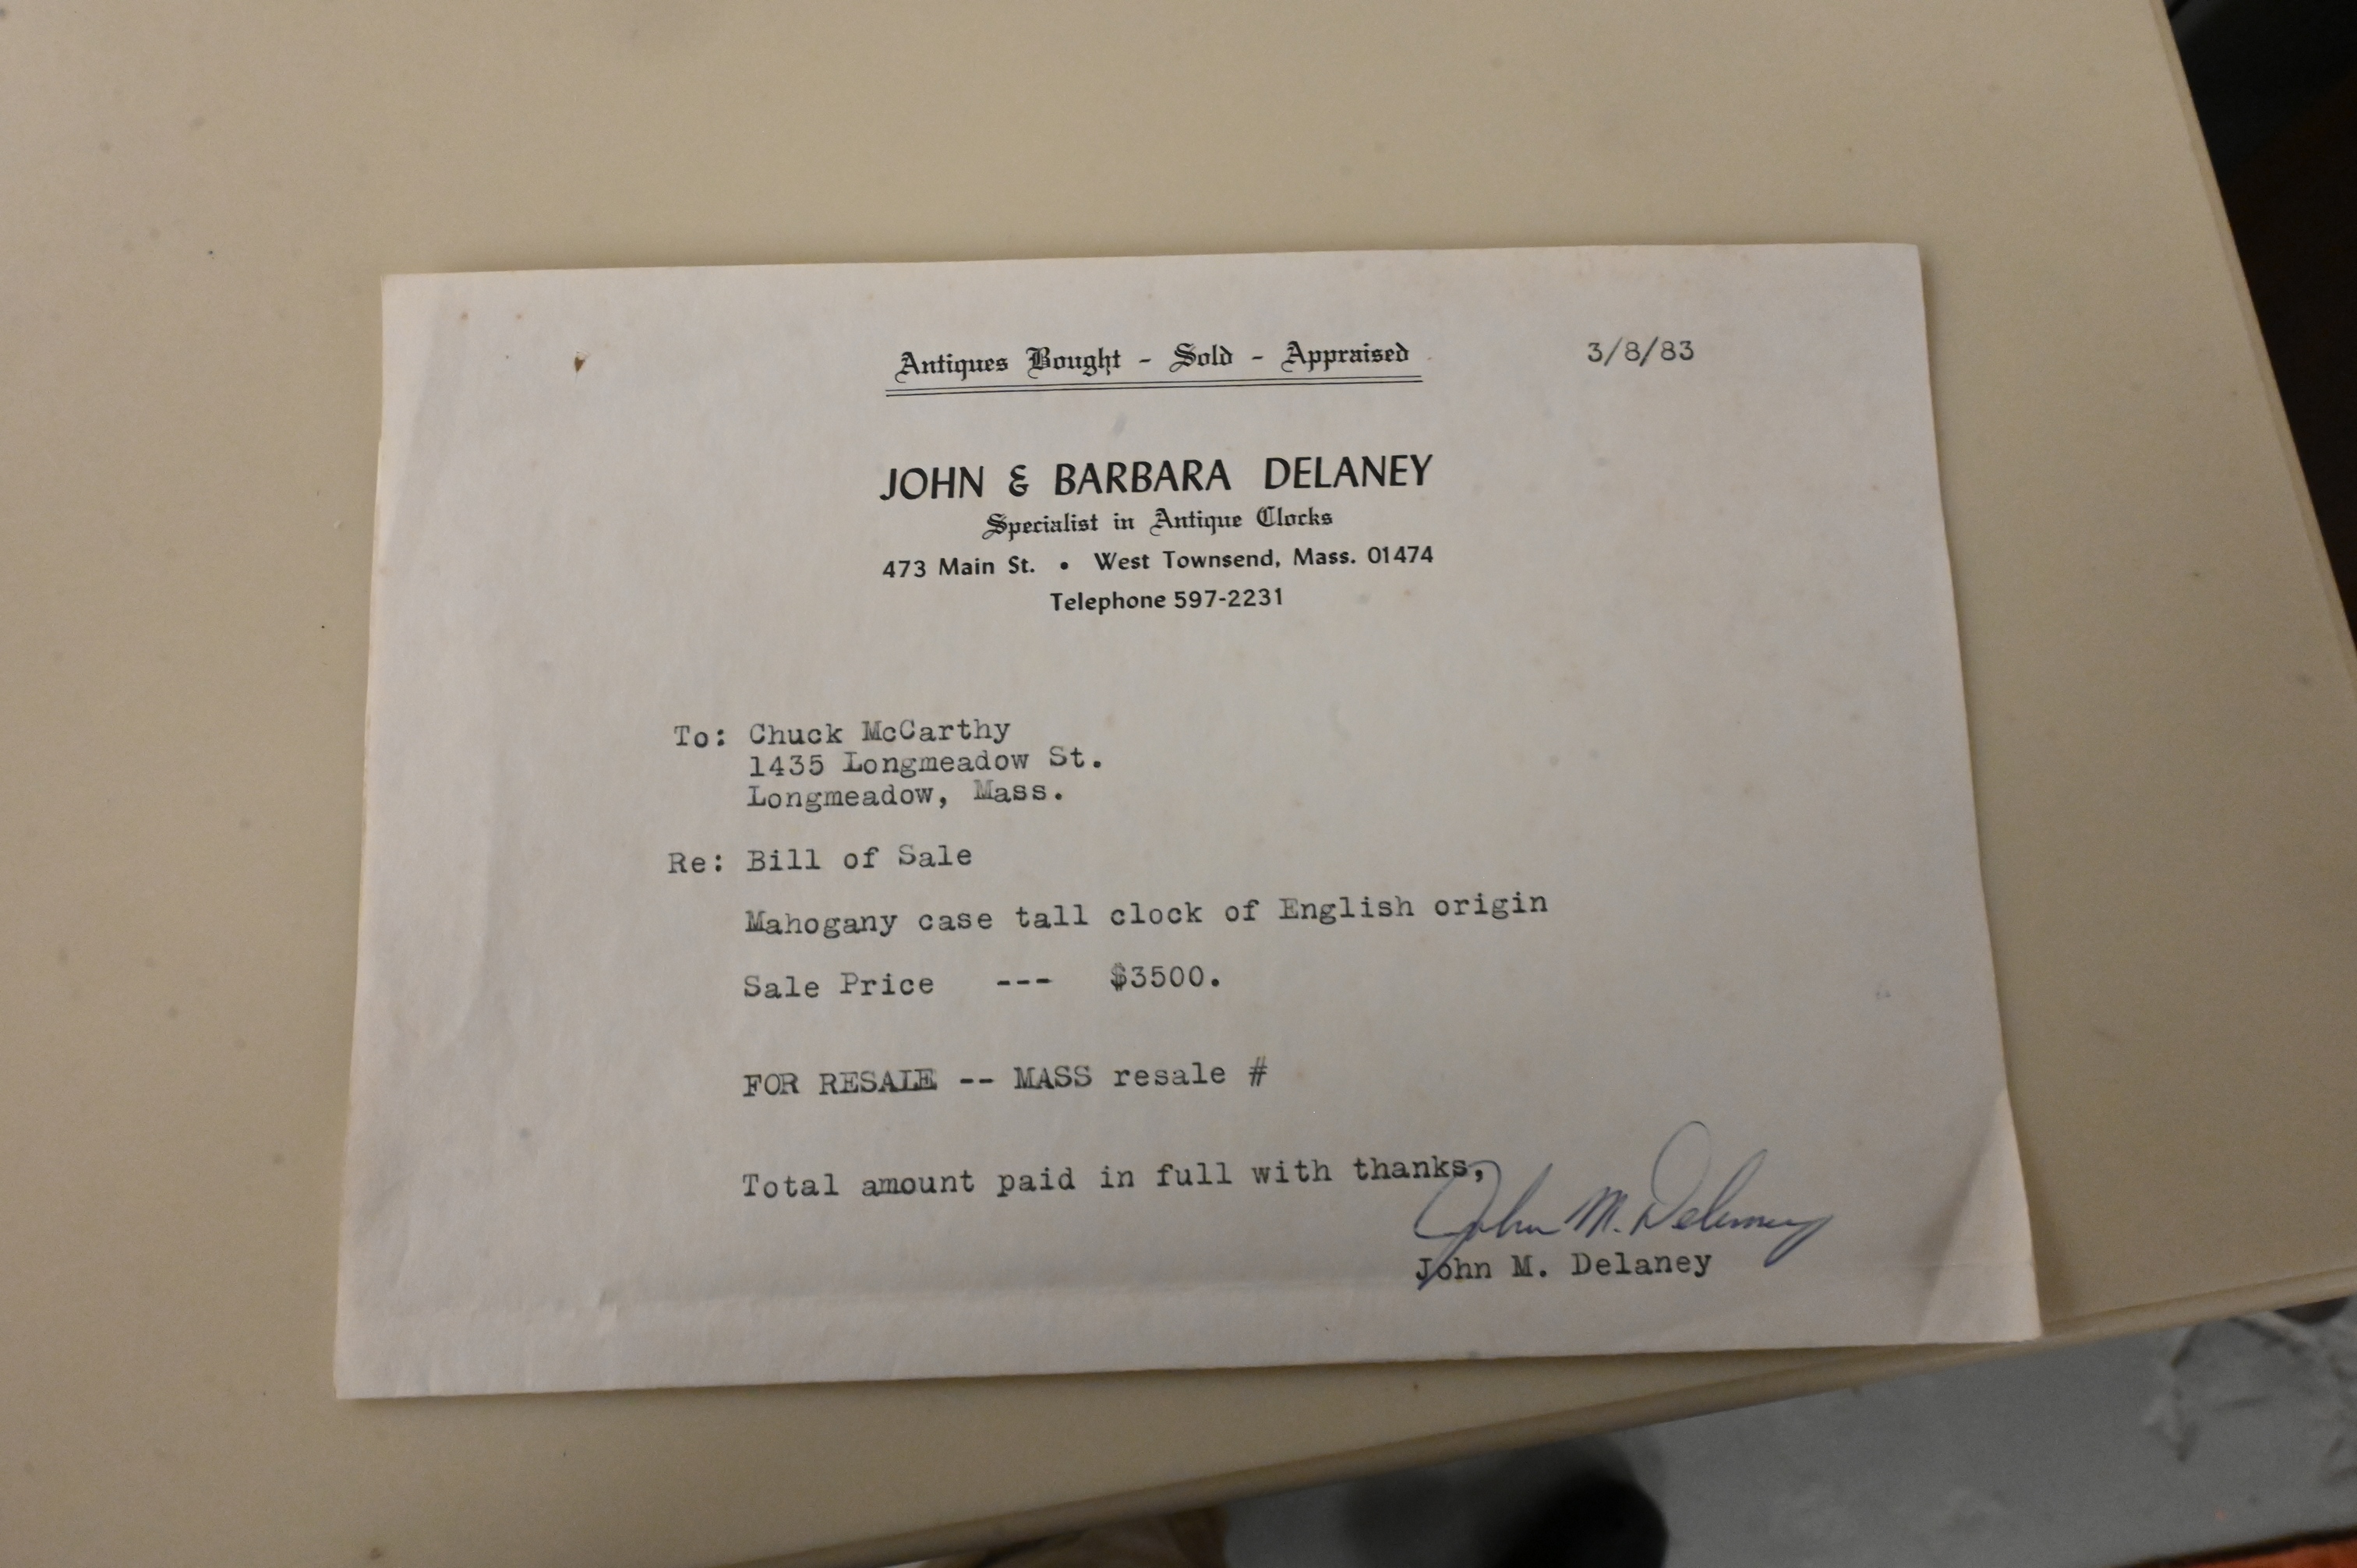 Antiques Bought - Sold - Appraised
3/8/83
JOHN & BARBARA DELANEY
Specialist in Antique Clocks
473 Main St. • West Townsend, Mass. 01474
Telephone 597-2231
To: Chuck McCarthy
1435 Longmeadow St.
Longmeadow, Mass.
Re: Bill of Sale
Mahogany case tall clock of English origin
Sale Price --- $3500.
FOR RESALE -- MASS resale #
Total amount paid in full with thanks,
John M. Delaney
John M. Delaney